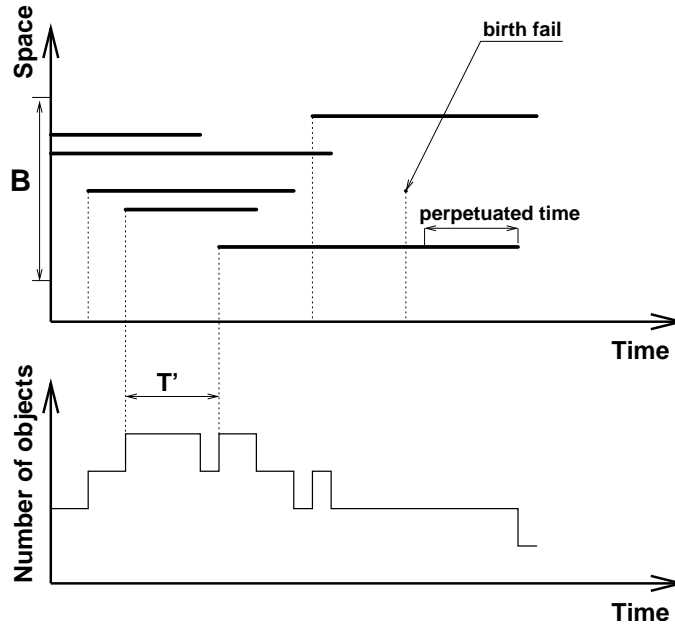 Space
birth fail
B
perpetuated time
Time
Number of objects
T’
Time